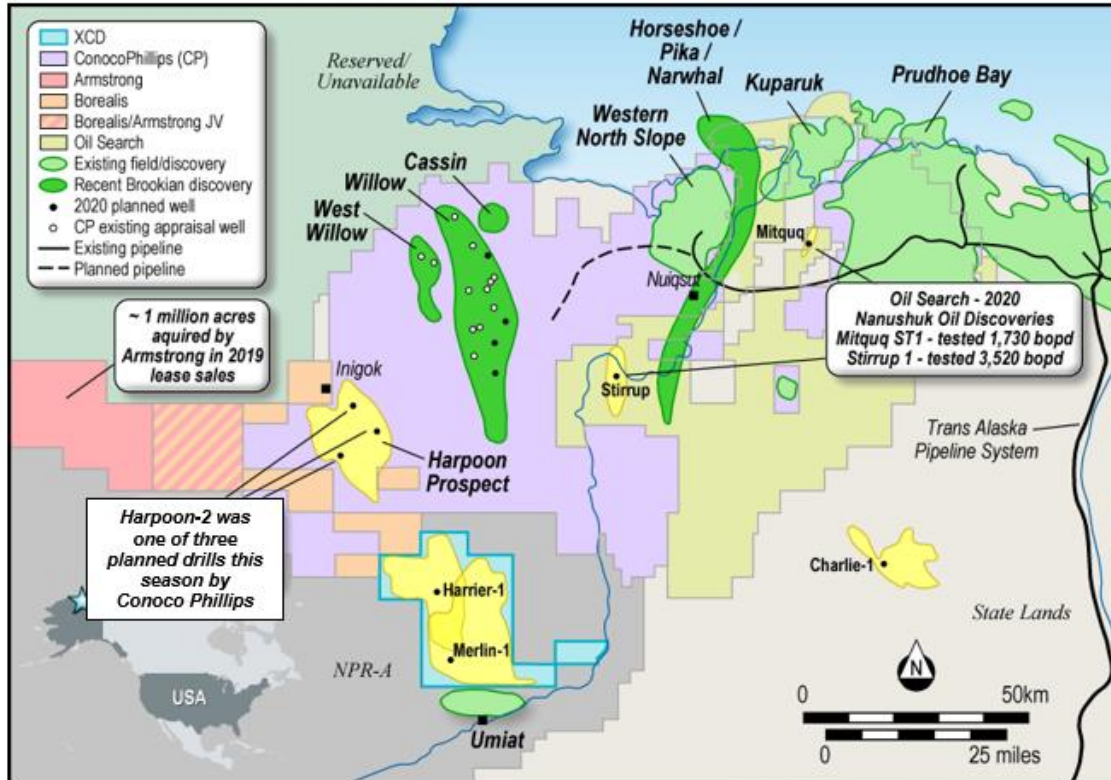 XCD
ConocoPhillips (CP)
Armstrong
Borealis
Borealis/Armstrong JV
Oil Search
Existing field/discovery
Recent Brookian discovery
2020 planned well
CP existing appraisal well
Existing pipeline
Planned pipeline
Reserved/
Unavailable
Horseshoe /
Pika /
Narwhal
Kuparuk
Prudhoe Bay
Western
North Slope
Cassin
Willow
West
Willow
Mitquq
Nuiqsut
Oil Search - 2020
Nanushuk Oil Discoveries
Mitquq ST1 - tested 1,730 bopd
Stirrup 1 - tested 3,520 bopd
~ 1 million acres
aquired by
Armstrong in 2019
lease sales
Inigok
Stirrup
Trans Alaska
Pipeline System
Harpoon
Prospect
Harpoon-2 was
one of three
planned drills this
season by
Conoco Phillips
Charlie-1
Harrier-1
State Lands
Merlin-1
NPR-A
USA
N
Umiat
0 50km
0 25 miles